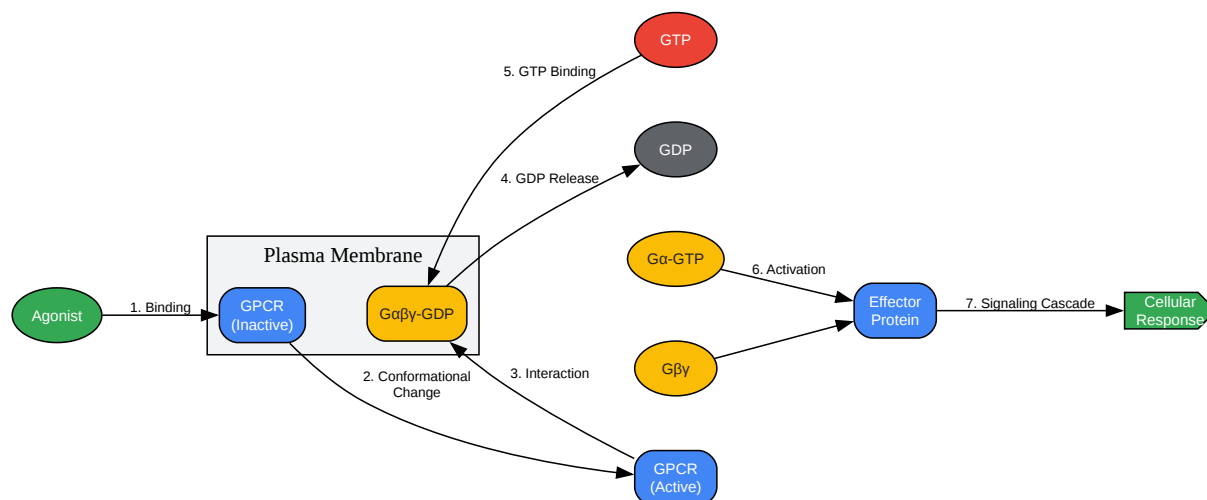 GTP
5. GTP Binding
GDP
4. GDP Release
Plasma Membrane
Gα-GTP
6. Activation
Agonist
1. Binding
GPCR
(Inactive)
Gαβγ-GDP
Effector
Protein
7. Signaling Cascade
Cellular
Response
2. Conformational
Change
3. Interaction
Gβγ
GPCR
(Active)